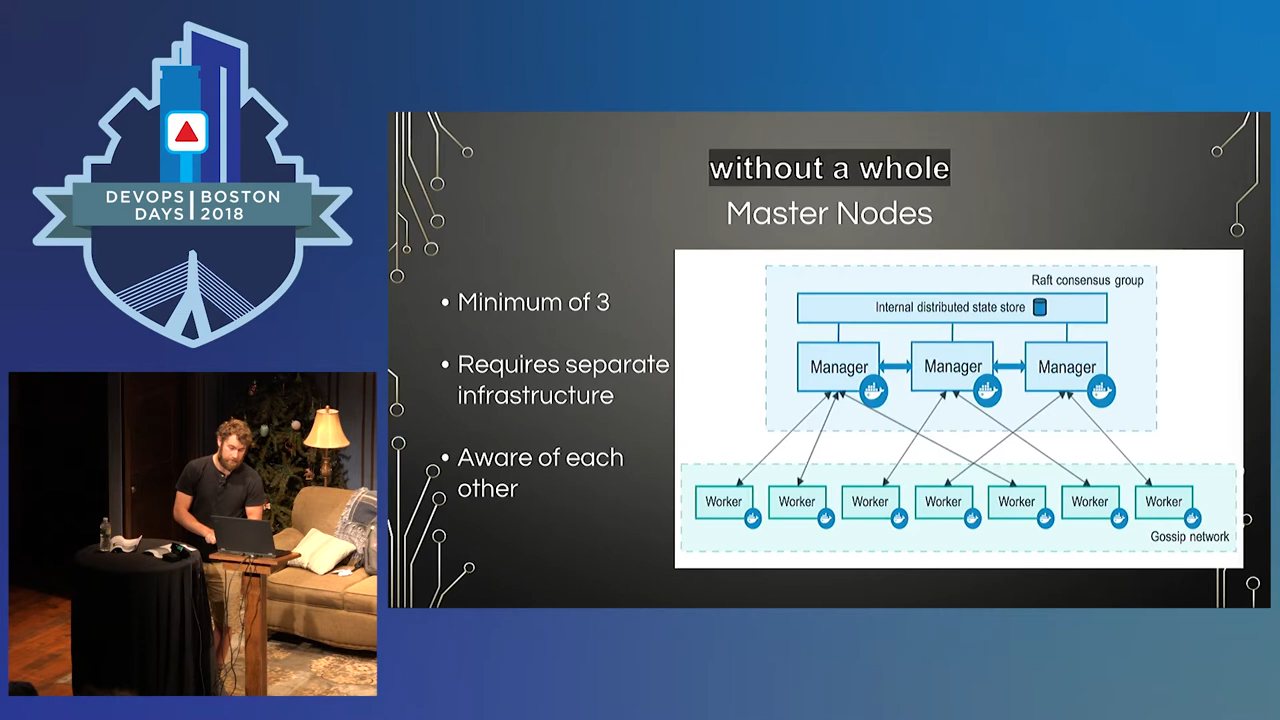 DEVOPS BOSTON
DAYS 2018
without a whole
Master Nodes
• Minimum of 3
• Requires separate
infrastructure
• Aware of each
other
Raft consensus group
Internal distributed state store
Manager Manager Manager
Worker Worker Worker Worker Worker Worker Worker
Gossip network